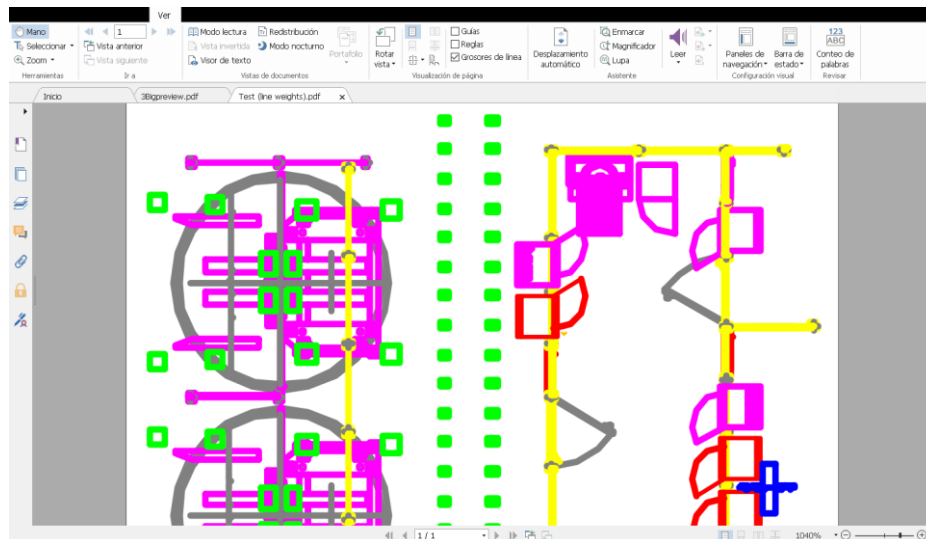 Ver
Mano
Seleccionar
Zoom
Herramientas
1
Vista anterior
Vista siguiente
Ir a
Modo lectura
Vista invertida
Visor de texto
Redistribución
Modo nocturno
Portafolio
Vistas de documentos
Rotar
vista
Guías
Reglas
Grosores de línea
Visualización de página
Desplazamiento
automático
Enmarcar
Magnificador
Lupa
Asistente
Leer
Paneles de
navegación
Barra de
estado
Configuración visual
123
ABC
Conteo de
palabras
Revisar
Inicio
3Bigpreview.pdf
Test (line weights).pdf x
1 / 1
1040%